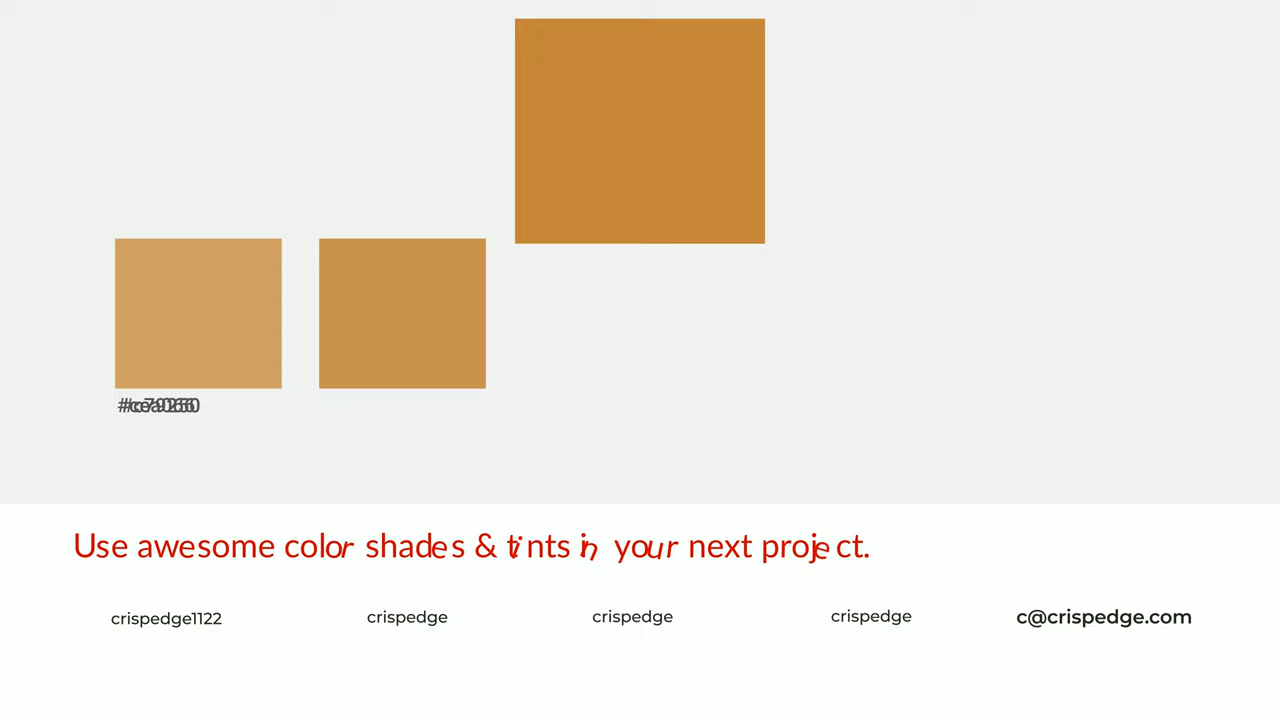 Use awesome color shades & tints in your next project.
crispedge1122 crispedge crispedge crispedge c@crispedge.com